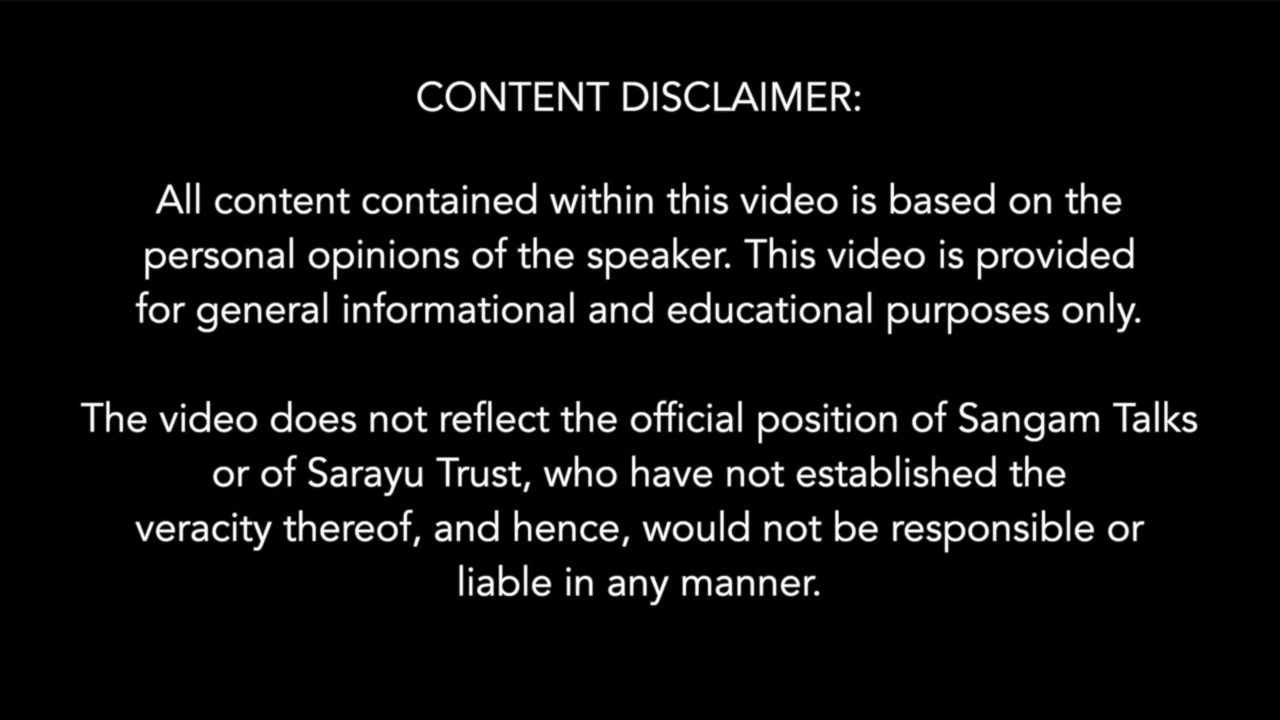 CONTENT DISCLAIMER:
All content contained within this video is based on the
personal opinions of the speaker. This video is provided
for general informational and educational purposes only.
The video does not reflect the official position of Sangam Talks
or of Sarayu Trust, who have not established the
veracity thereof, and hence, would not be responsible or
liable in any manner.